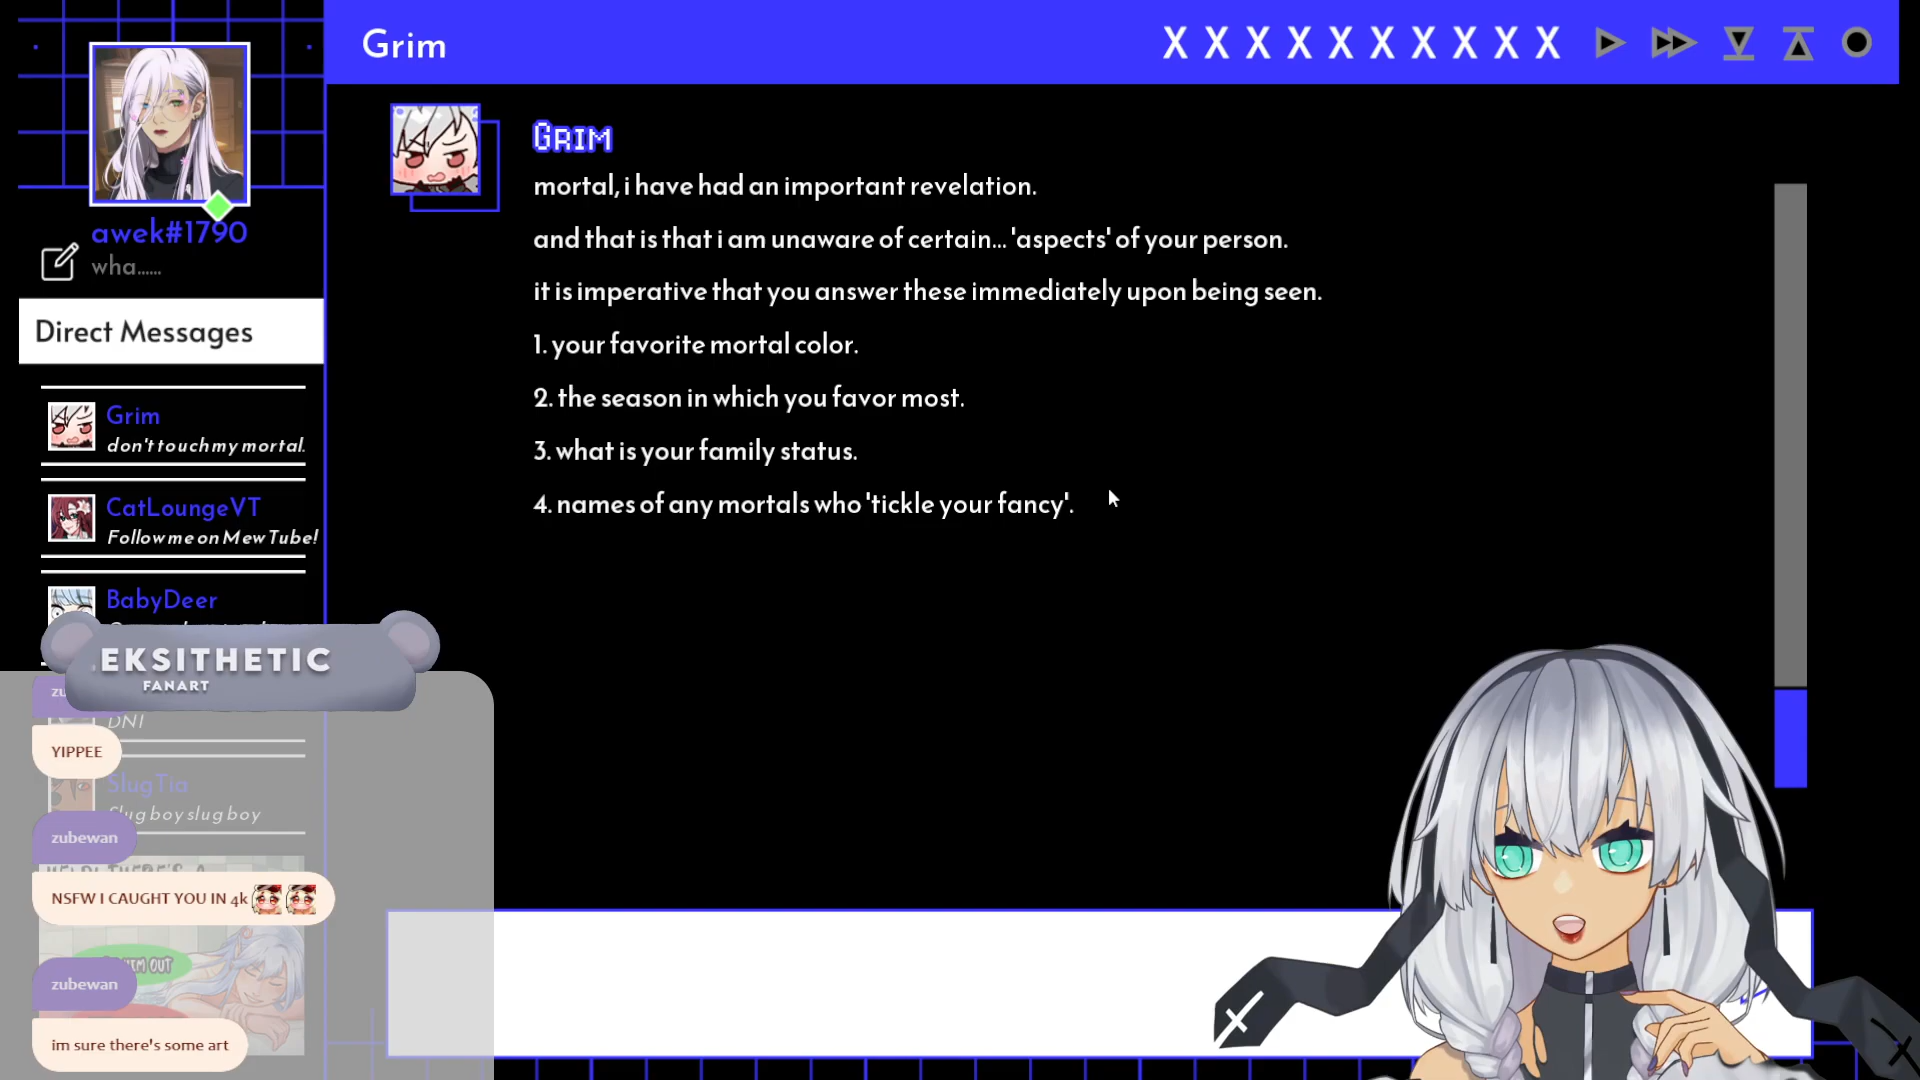 Grim
X X X X X X X X X X
awek#1790
wha......
Direct Messages
Grim
don't touch my mortal.
CatLoungeVT
Follow me on MewTube!
BabyDeer
EKSITHETIC
FANART
zu
DNI
YIPPEE
SlugTia
Slug boy slug boy
zubewan
NSFW I CAUGHT YOU IN 4k
zubewan
im sure there's some art
GRIM
mortal, i have had an important revelation.
and that is that i am unaware of certain... 'aspects' of your person.
it is imperative that you answer these immediately upon being seen.
1. your favorite mortal color.
2. the season in which you favor most.
3. what is your family status.
4. names of any mortals who 'tickle your fancy'.